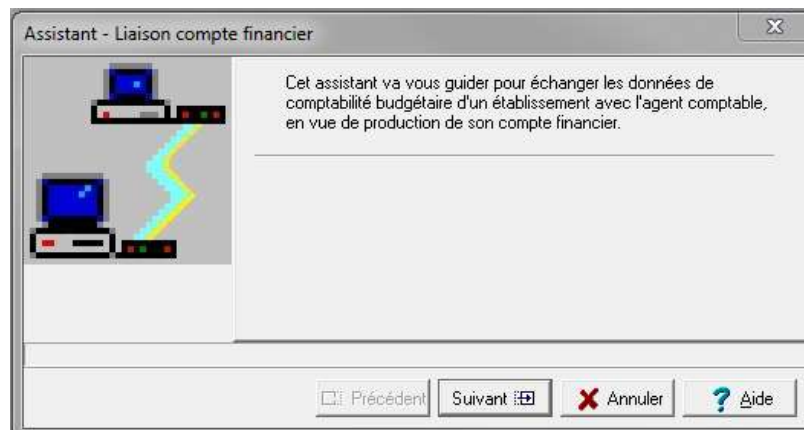 Assistant - Liaison compte financier
Cet assistant va vous guider pour échanger les données de
comptabilité budgétaire d'un établissement avec l'agent comptable,
en vue de production de son compte financier.
Précédent
Suivant
Annuler
Aide